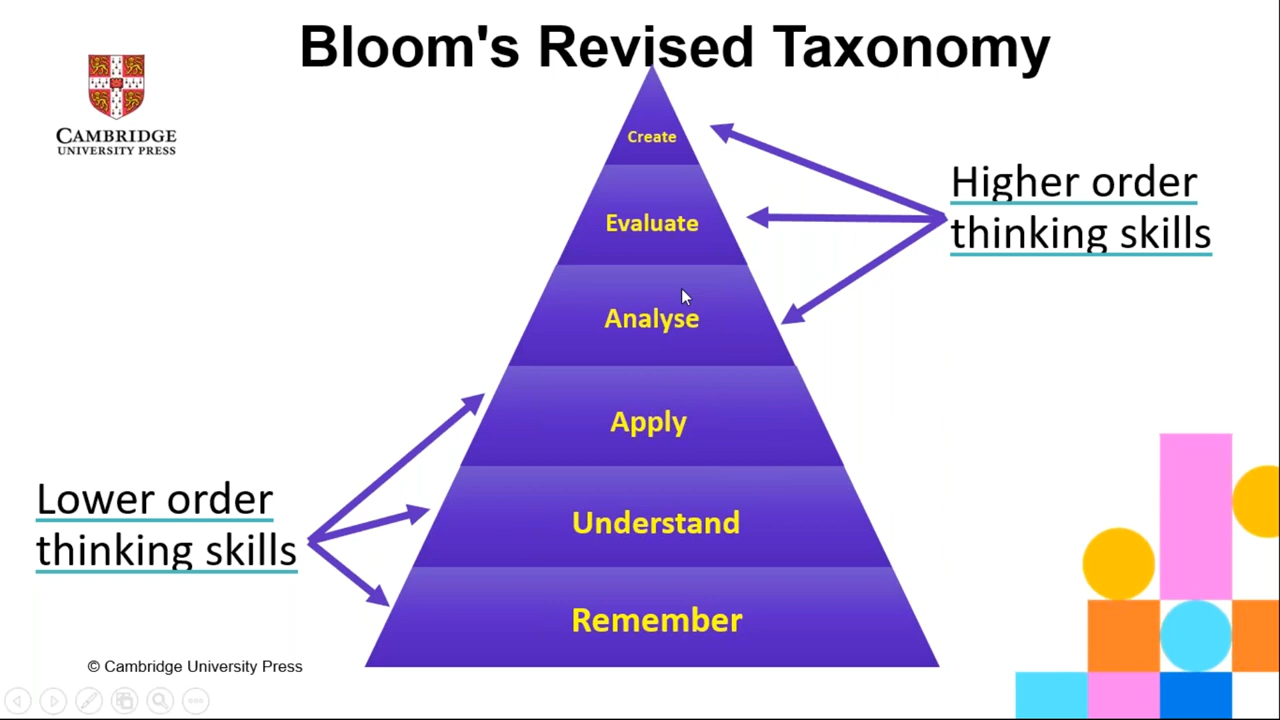 Bloom's Revised Taxonomy
CAMBRIDGE
UNIVERSITY PRESS
Create
Evaluate
Analyse
Apply
Understand
Remember
Higher order
thinking skills
Lower order
thinking skills
© Cambridge University Press